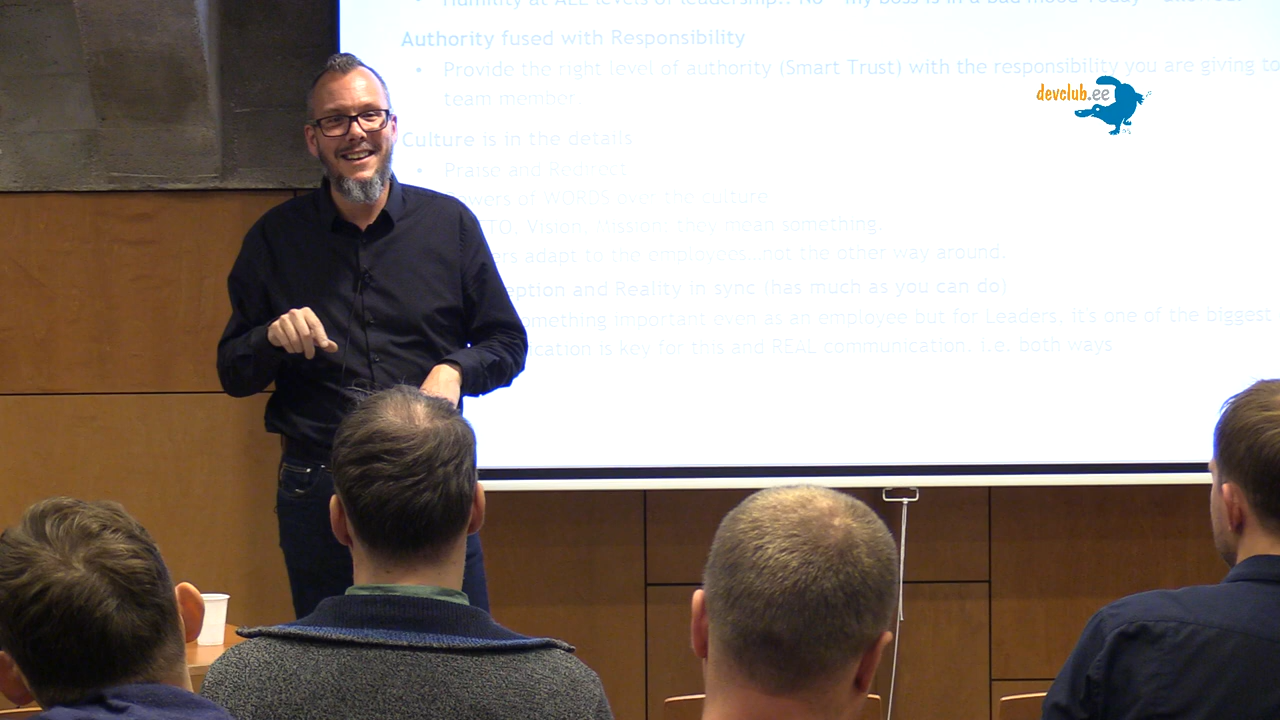 Humility at ALL levels of leadership!! No "my boss is in a bad mood today"
Authority fused with Responsibility
• Provide the right level of authority (Smart Trust) with the responsibility you are giving to
team member.
devclub.ee
Culture is in the details
• Praise and Redirect
owers of WORDS over the culture
TO, Vision, Mission: they mean something.
ers adapt to the employees...not the other way around.
eption and Reality in sync (has much as you can do)
omething important even as an employee but for Leaders, it's one of the biggest
cation is key for this and REAL communication, i.e. both ways